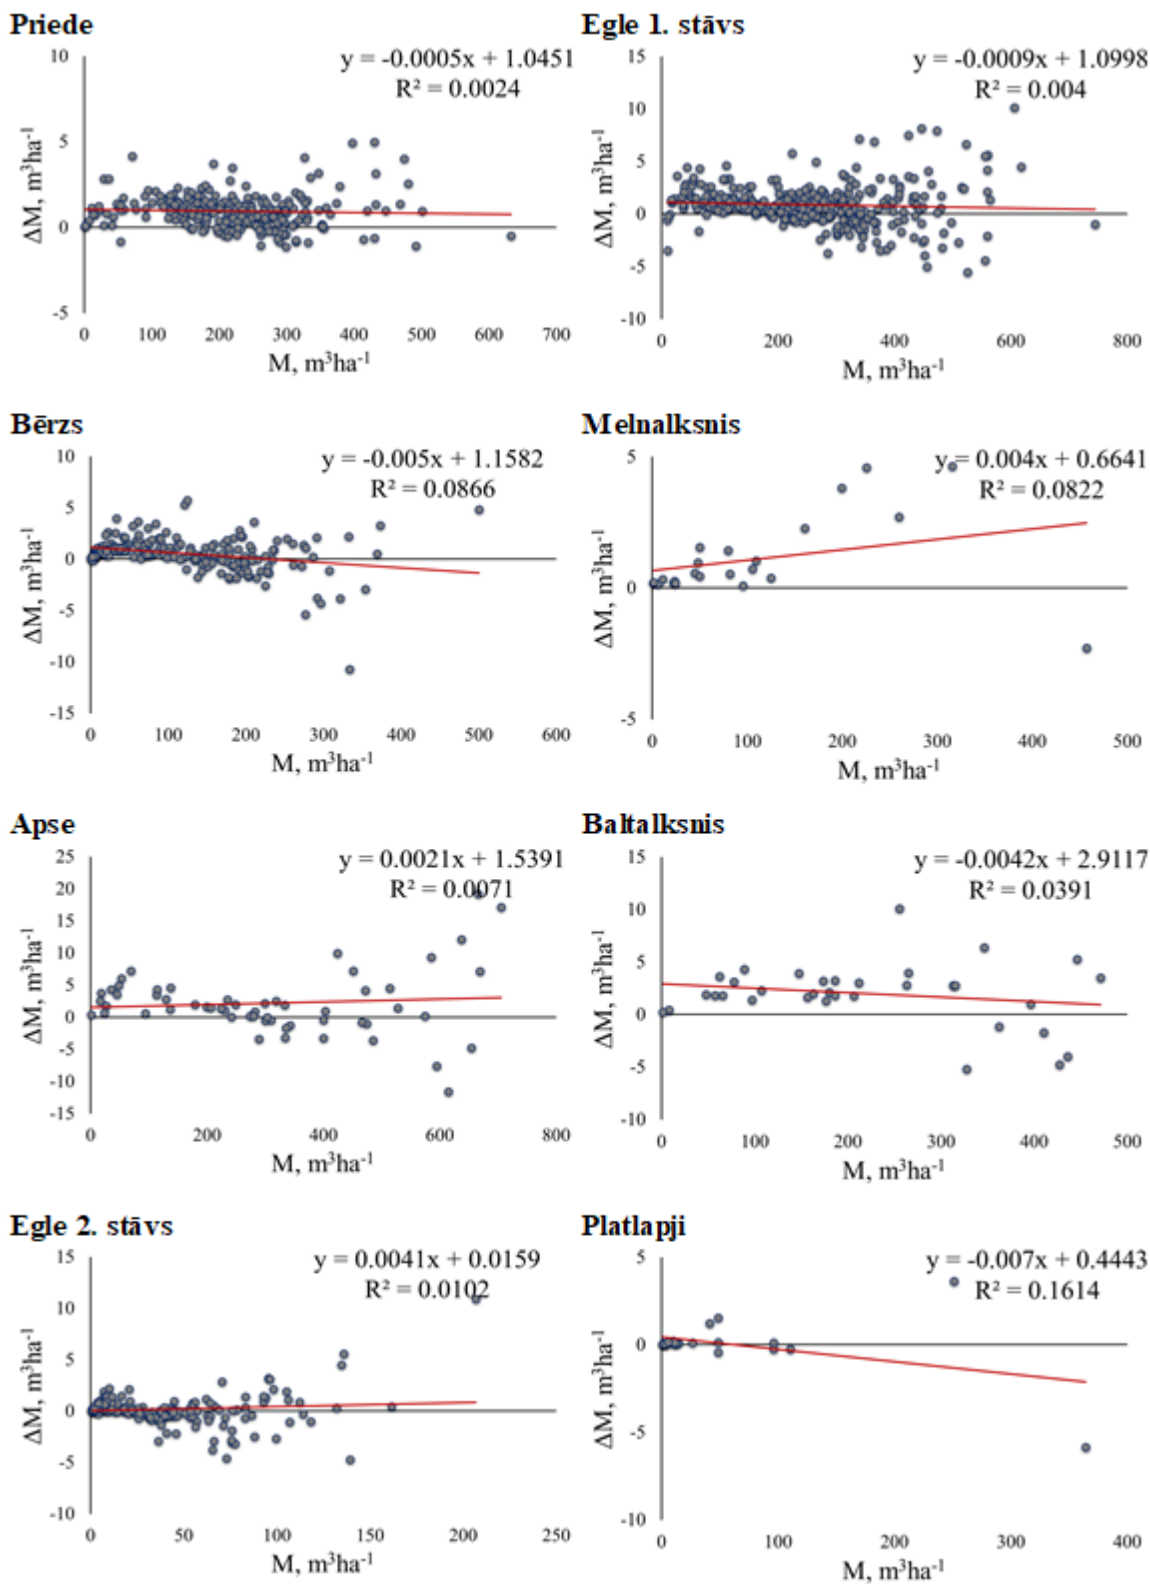 Priede
y = -0.0005x + 1.0451
R² = 0.0024
10
5
0
-5
ΔM, m³ha⁻¹
0 100 200 300 400 500 600 700
M, m³ha⁻¹
Egle 1. stāvs
y = -0.0009x + 1.0998
R² = 0.004
15
10
5
0
-5
-10
ΔM, m³ha⁻¹
0 200 400 600 800
M, m³ha⁻¹
Bērzs
y = -0.005x + 1.1582
R² = 0.0866
10
5
0
-5
-10
-15
ΔM, m³ha⁻¹
0 100 200 300 400 500 600
M, m³ha⁻¹
Melnalksnis
y = 0.004x + 0.6641
R² = 0.0822
5
0
-5
ΔM, m³ha⁻¹
0 100 200 300 400 500
M, m³ha⁻¹
Apse
y = 0.0021x + 1.5391
R² = 0.0071
25
20
15
10
5
0
-5
-10
-15
ΔM, m³ha⁻¹
0 200 400 600 800
M, m³ha⁻¹
Baltalksnis
y = -0.0042x + 2.9117
R² = 0.0391
15
10
5
0
-5
-10
ΔM, m³ha⁻¹
0 100 200 300 400 500
M, m³ha⁻¹
Egle 2. stāvs
y = 0.0041x + 0.0159
R² = 0.0102
15
10
5
0
-5
-10
ΔM, m³ha⁻¹
0 50 100 150 200 250
M, m³ha⁻¹
Platlapji
y = -0.007x + 0.4443
R² = 0.1614
5
0
-5
-10
ΔM, m³ha⁻¹
0 100 200 300 400
M, m³ha⁻¹